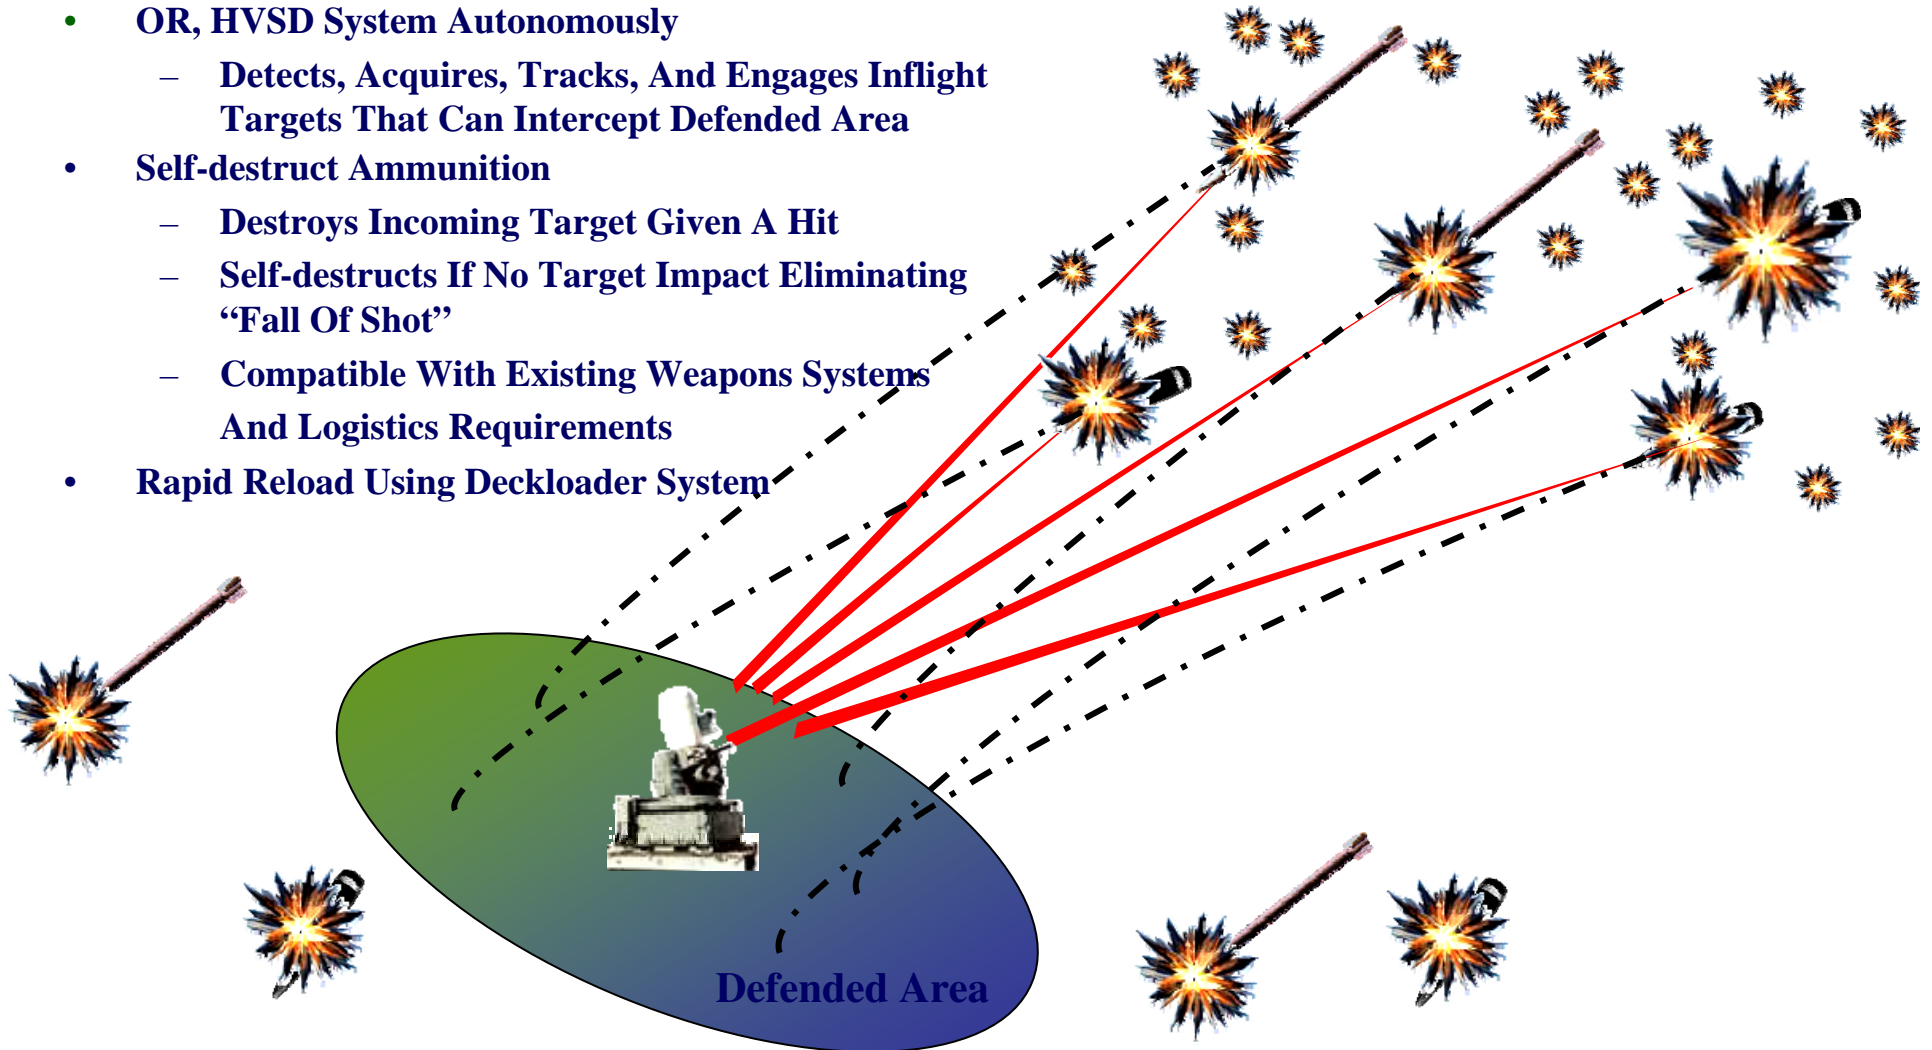 • OR, HVSD System Autonomously
– Detects, Acquires, Tracks, And Engages Inflight
Targets That Can Intercept Defended Area
• Self-destruct Ammunition
– Destroys Incoming Target Given A Hit
– Self-destructs If No Target Impact Eliminating
“Fall Of Shot”
– Compatible With Existing Weapons Systems
And Logistics Requirements
• Rapid Reload Using Deckloader System
Defended Area